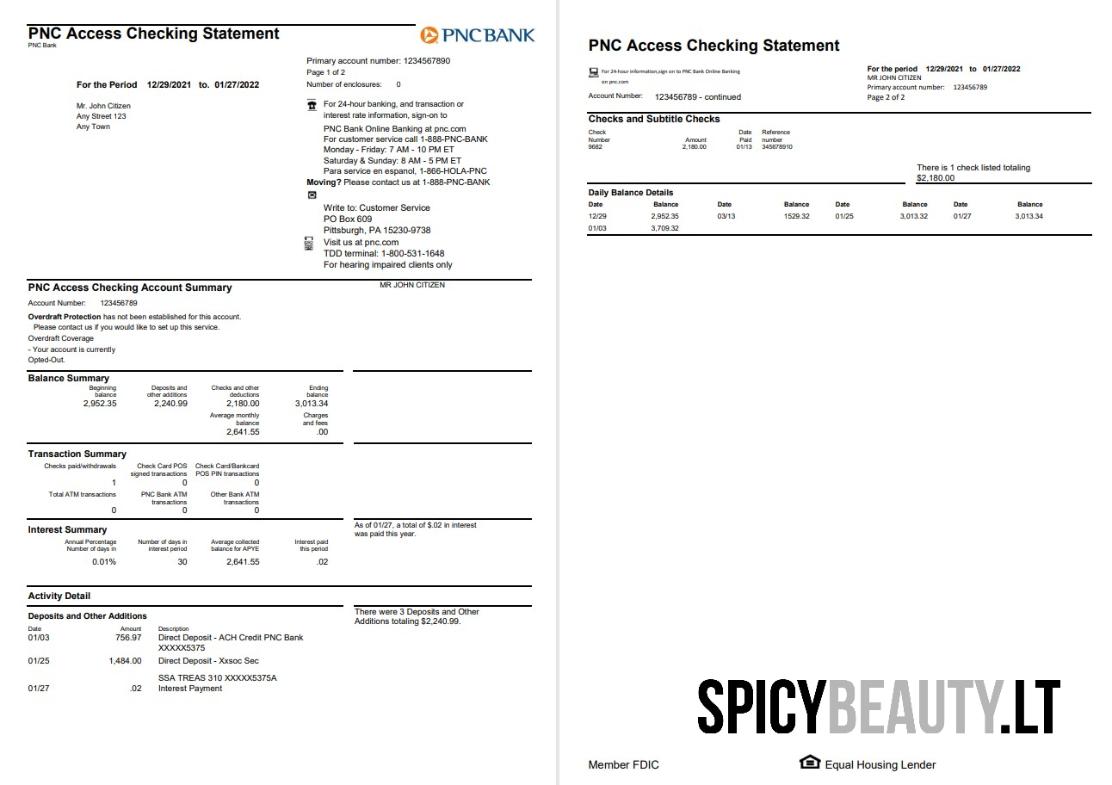 PNC Access Checking Statement
PNC Bank
PNC BANK
Primary account number: 1234567890
Page 1 of 2
Number of enclosures: 0
For the Period 12/29/2021 to. 01/27/2022
Mr. John Citizen
Any Street 123
Any Town
For 24-hour banking, and transaction or
interest rate information, sign-on to
PNC Bank Online Banking at pnc.com
For customer service call 1-888-PNC-BANK
Monday - Friday: 7 AM - 10 PM ET
Saturday & Sunday: 8 AM - 5 PM ET
Para service en espanol, 1-866-HOLA-PNC
Moving? Please contact us at 1-888-PNC-BANK
Write to: Customer Service
PO Box 609
Pittsburgh, PA 15230-9738
Visit us at pnc.com
TDD terminal: 1-800-531-1648
For hearing impaired clients only
PNC Access Checking Account Summary
MR JOHN CITIZEN
Account Number: 123456789
Overdraft Protection has not been established for this account.
Please contact us if you would like to set up this service.
Overdraft Coverage
- Your account is currently
Opted-Out.
Balance Summary
Beginning Deposits and Checks and other Ending
balance other additions deductions balance
2,952.35 2,240.99 2,180.00 3,013.34
Average monthly Charges
balance and fees
2,641.55 .00
Transaction Summary
Checks paid/withdrawals Check Card POS Check Card/Bankcard
signed transactions POS PIN transactions
1 0 0
Total ATM transactions PNC Bank ATM Other Bank ATM
transactions transactions
0 0 0
Interest Summary
As of 01/27, a total of $.02 in interest
was paid this year.
Annual Percentage Number of days in Average collected Interest paid
Number of days in interest period balance for APYE this period
0.01% 30 2,641.55 .02
Activity Detail
Deposits and Other Additions
There were 3 Deposits and Other
Additions totaling $2,240.99.
Date Amount Description
01/03 756.97 Direct Deposit - ACH Credit PNC Bank
XXXXX5375
01/25 1,484.00 Direct Deposit - Xxsoc Sec
SSA TREAS 310 XXXXX5375A
01/27 .02 Interest Payment
PNC Access Checking Statement
For 24-hour information,sign on to PNC Bank Online Banking
on pnc.com
For the period 12/29/2021 to 01/27/2022
MR JOHN CITIZEN
Primary account number: 123456789
Page 2 of 2
Account Number: 123456789 - continued
Checks and Subtitle Checks
Check Date Reference
Number Amount Paid number
9682 2,180.00 01/13 345678910
There is 1 check listed totaling
$2,180.00
Daily Balance Details
Date Balance Date Balance Date Balance Date Balance
12/29 2,952.35 03/13 1529.32 01/25 3,013.32 01/27 3,013.34
01/03 3,709.32
SPICYBEAUTY.LT
Member FDIC
Equal Housing Lender